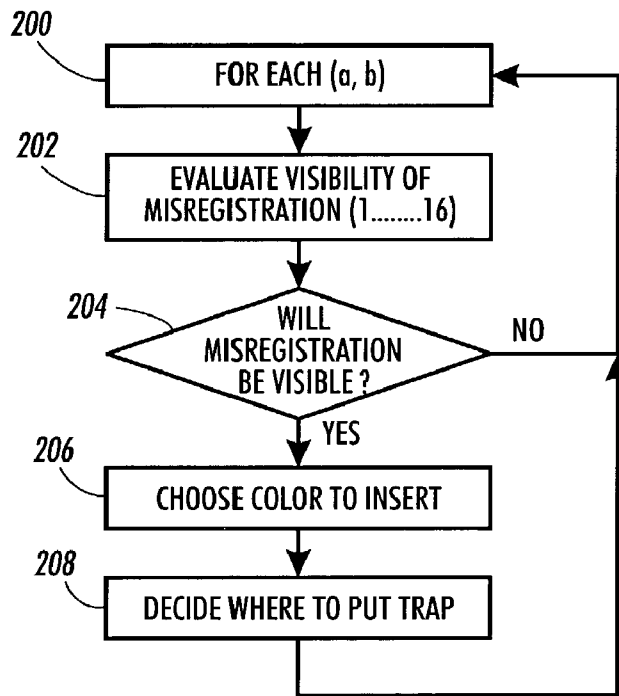 200
FOR EACH (a, b)
202
EVALUATE VISIBILITY OF
MISREGISTRATION (1........16)
204
WILL
MISREGISTRATION
BE VISIBLE ?
NO
YES
206
CHOOSE COLOR TO INSERT
208
DECIDE WHERE TO PUT TRAP